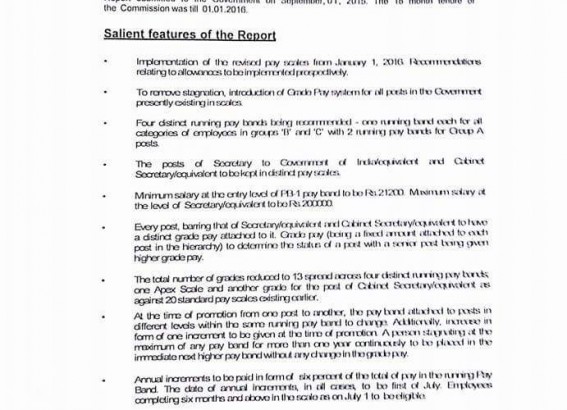 Report submitted to the Government on September, 01, 2015. The 18 month tenure of
the Commission was till 01.01.2016.
Salient features of the Report
• Implementation of the revised pay scales from January 1, 2016. Recommendations
relating to allowances to be implemented prospectively.
• To remove stagnation, introduction of Grade Pay system for all posts in the Government
presently existing in scales.
• Four distinct running pay bands being recommended - one running band each for all
categories of employees in groups 'B' and 'C' with 2 running pay bands for Group A
posts.
• The posts of Secretary to Government of India/equivalent and Cabinet
Secretary/equivalent to be kept in distinct pay scales.
• Minimum salary at the entry level of PB-1 pay band to be Rs.21200. Maximum salary at
the level of Secretary/equivalent to be Rs.200000.
• Every post, barring that of Secretary/equivalent and Cabinet Secretary/equivalent to have
a distinct grade pay attached to it. Grade pay (being a fixed amount attached to each
post in the hierarchy) to determine the status of a post with a senior post being given
higher grade pay.
• The total number of grades reduced to 13 spread across four distinct running pay bands;
one Apex Scale and another grade for the post of Cabinet Secretary/equivalent as
against 20 standard pay scales existing earlier.
• At the time of promotion from one post to another, the pay band attached to posts in
different levels within the same running pay band to change. Additionally, increase in
form of one increment to be given at the time of promotion. A person stagnating at the
maximum of any pay band for more than one year continuously to be placed in the
immediate next higher pay band without any change in the grade pay.
• Annual increments to be paid in form of six percent of the total of pay in the running Pay
Band. The date of annual increments, in all cases, to be first of July. Employees
completing six months and above in the scale as on July 1 to be eligible.